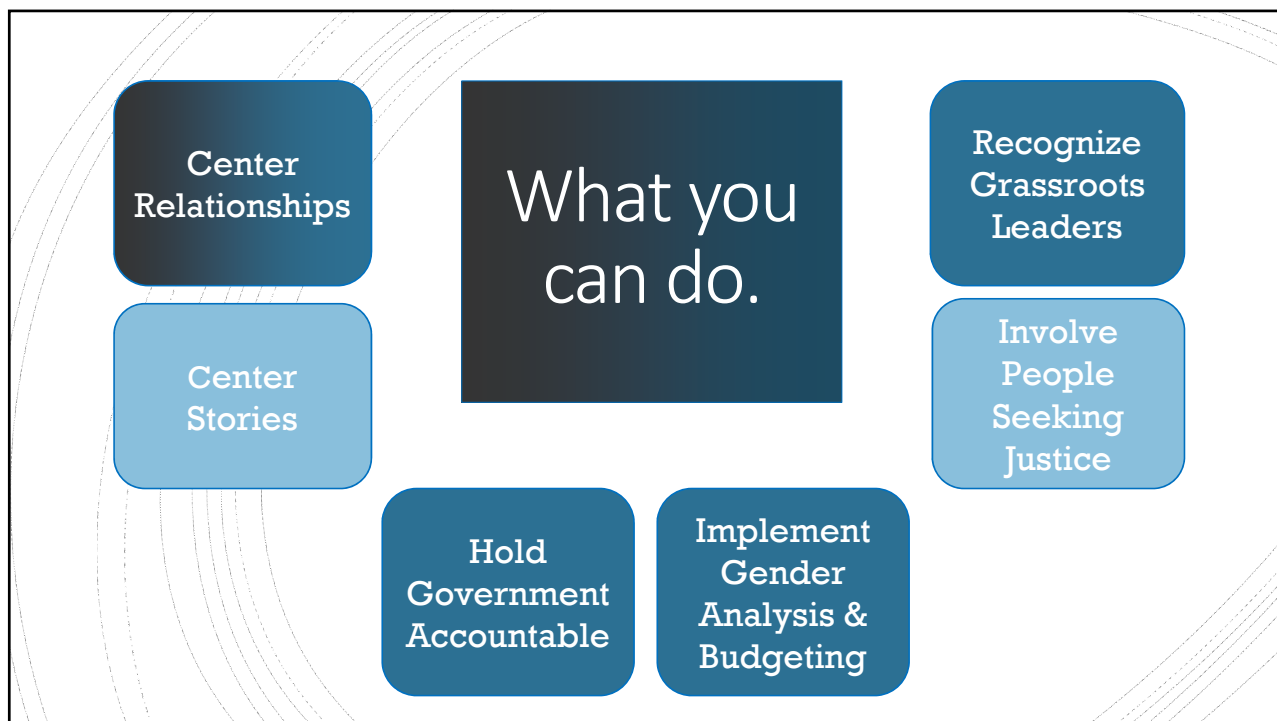 Center
Relationships
Center
Stories
What you
can do.
Recognize
Grassroots
Leaders
Involve
People
Seeking
Justice
Hold
Government
Accountable
Implement
Gender
Analysis &
Budgeting